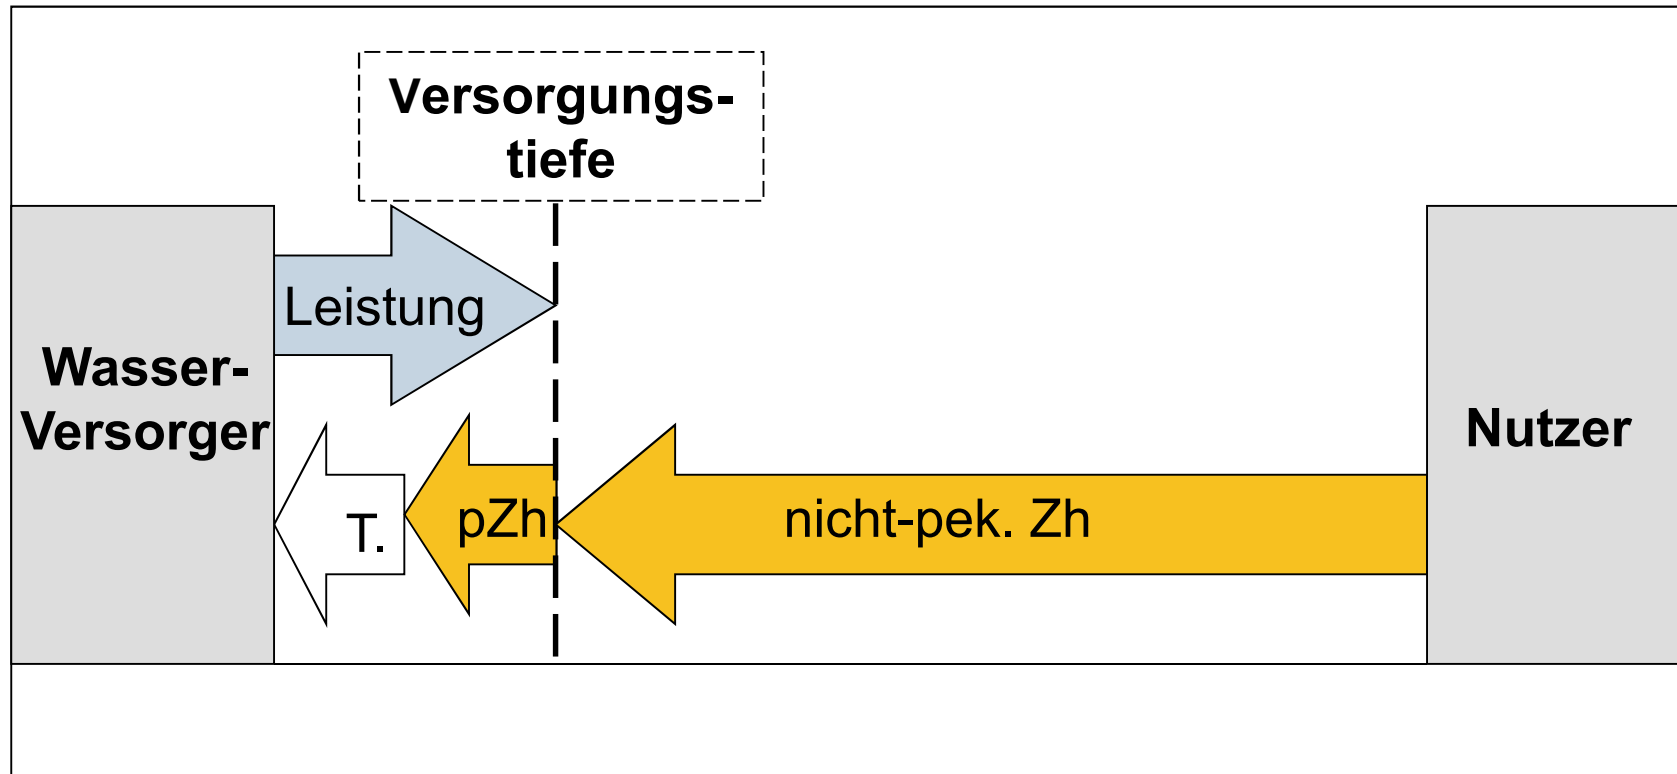 Versorgungs-
tiefe
Leistung
Wasser-
Versorger
Nutzer
T.
pZh
nicht-pek. Zh